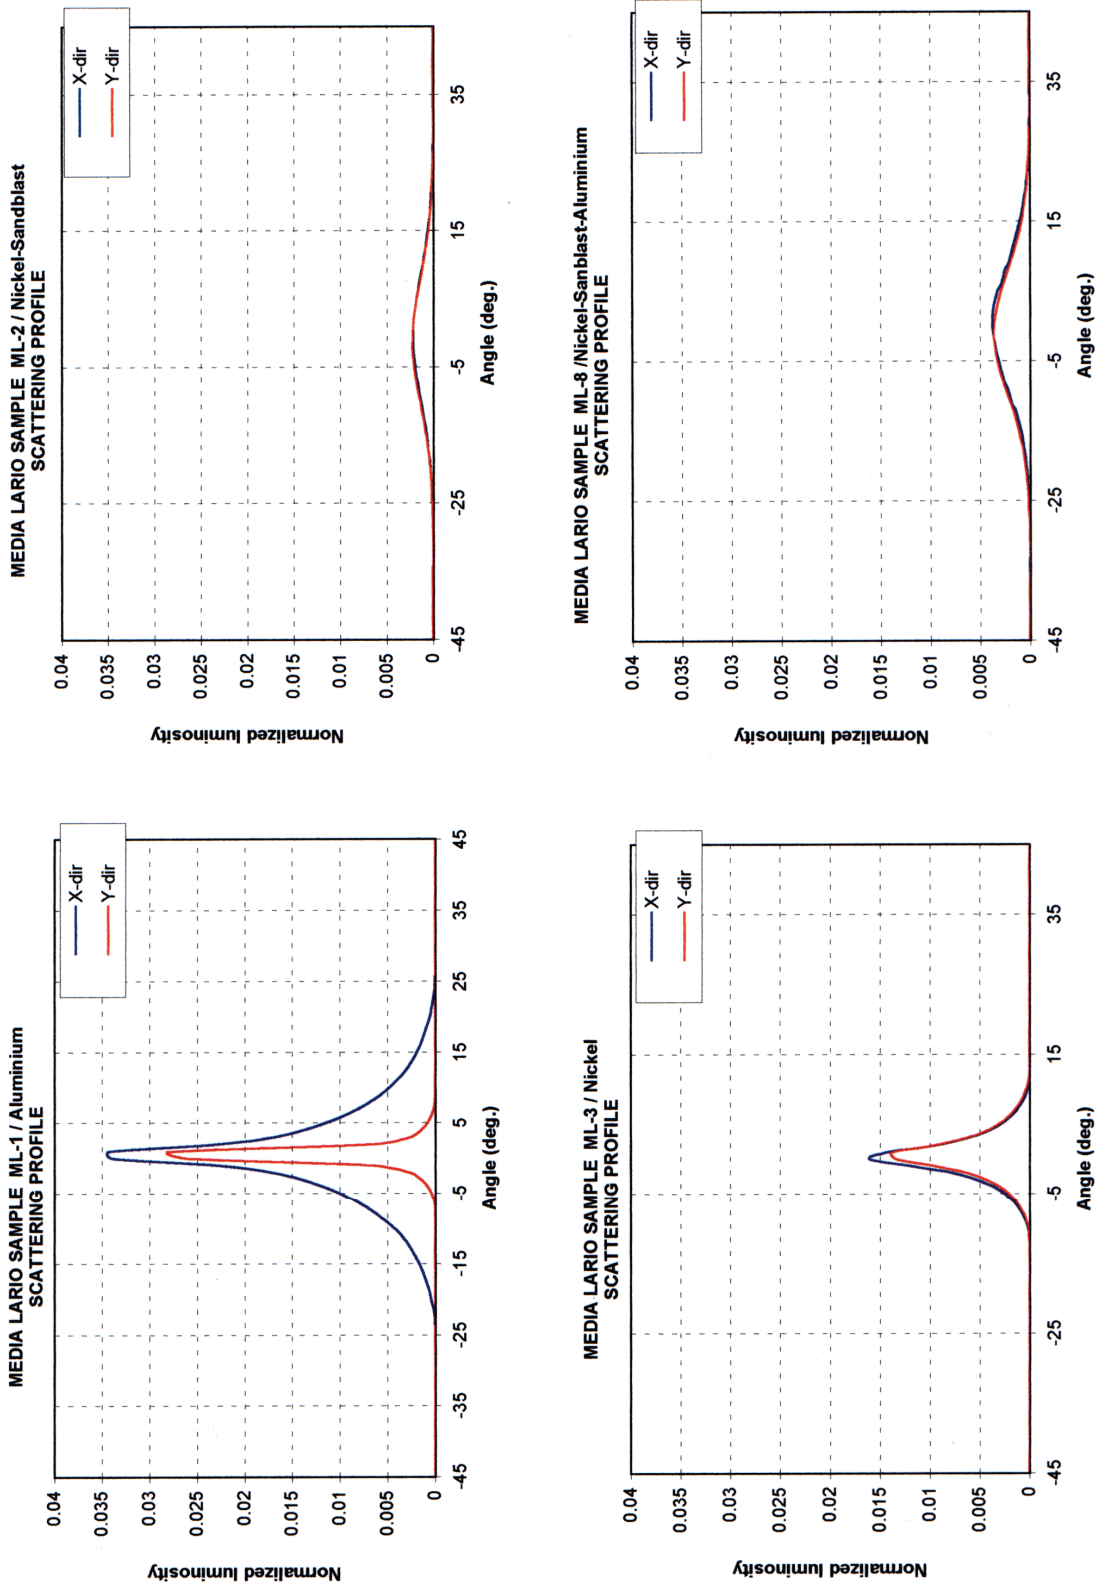 MEDIA LARIO SAMPLE ML-1 / Aluminium
SCATTERING PROFILE
X-dir
Y-dir
Normalized luminosity
0.04
0.035
0.03
0.025
0.02
0.015
0.01
0.005
0
-45
-35
-25
-15
-5
5
15
25
35
45
Angle (deg.)
MEDIA LARIO SAMPLE ML-2 / Nickel-Sandblast
SCATTERING PROFILE
X-dir
Y-dir
Normalized luminosity
0.04
0.035
0.03
0.025
0.02
0.015
0.01
0.005
0
-45
-25
-5
15
35
Angle (deg.)
MEDIA LARIO SAMPLE ML-3 / Nickel
SCATTERING PROFILE
X-dir
Y-dir
Normalized luminosity
0.04
0.035
0.03
0.025
0.02
0.015
0.01
0.005
0
-45
-25
-5
15
35
Angle (deg.)
MEDIA LARIO SAMPLE ML-8 /Nickel-Sanblast-Aluminium
SCATTERING PROFILE
X-dir
Y-dir
Normalized luminosity
0.04
0.035
0.03
0.025
0.02
0.015
0.01
0.005
0
-45
-25
-5
15
35
Angle (deg.)